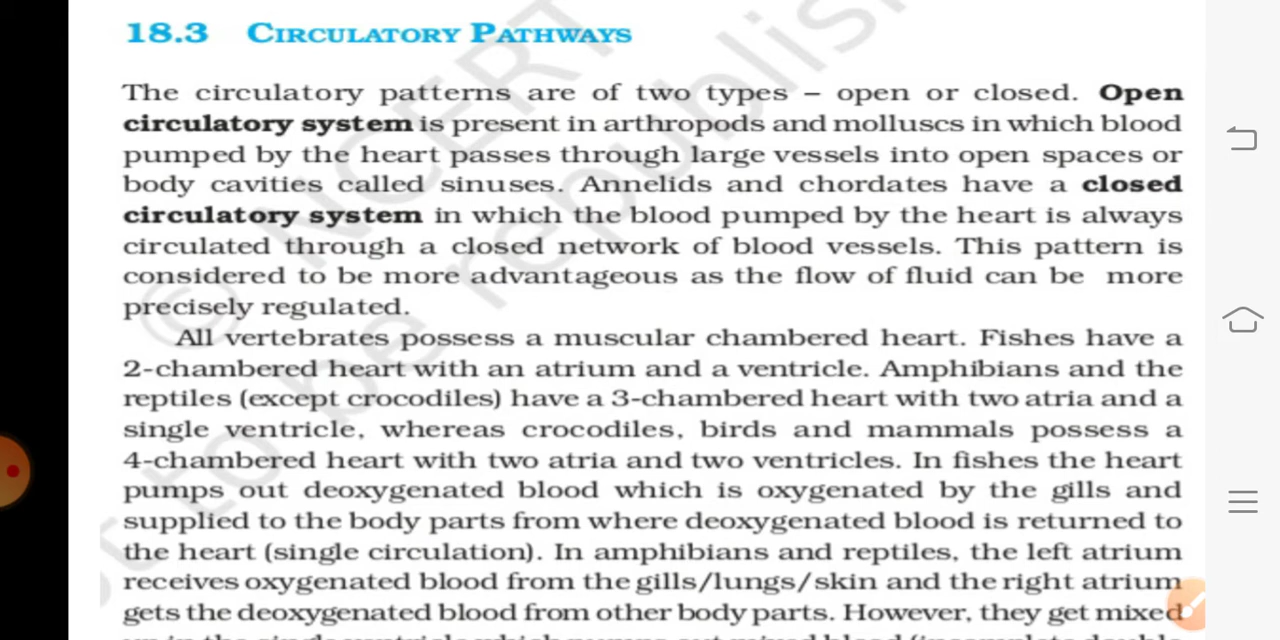 18.3 CIRCULATORY PATHWAYS
The circulatory patterns are of two types – open or closed. Open
circulatory system is present in arthropods and molluscs in which blood
pumped by the heart passes through large vessels into open spaces or
body cavities called sinuses. Annelids and chordates have a closed
circulatory system in which the blood pumped by the heart is always
circulated through a closed network of blood vessels. This pattern is
considered to be more advantageous as the flow of fluid can be more
precisely regulated.
All vertebrates possess a muscular chambered heart. Fishes have a
2-chambered heart with an atrium and a ventricle. Amphibians and the
reptiles (except crocodiles) have a 3-chambered heart with two atria and a
single ventricle, whereas crocodiles, birds and mammals possess a
4-chambered heart with two atria and two ventricles. In fishes the heart
pumps out deoxygenated blood which is oxygenated by the gills and
supplied to the body parts from where deoxygenated blood is returned to
the heart (single circulation). In amphibians and reptiles, the left atrium
receives oxygenated blood from the gills/lungs/skin and the right atrium
gets the deoxygenated blood from other body parts. However, they get mixed
© NCERT
be republis